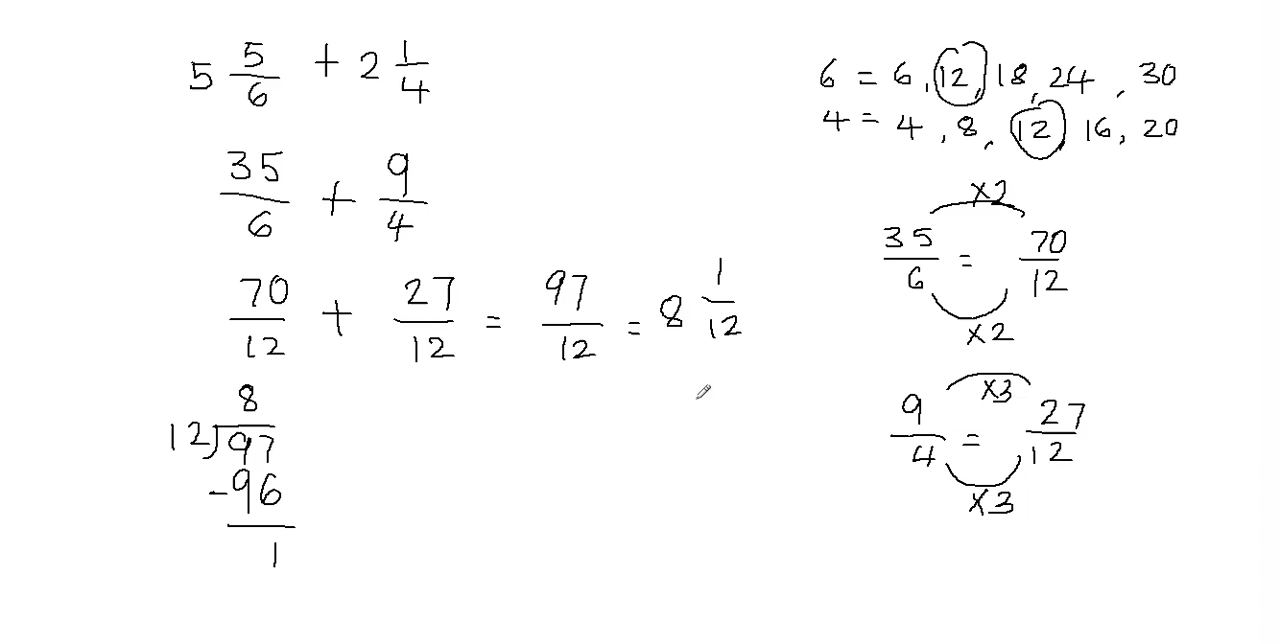 5 5/6 + 2 1/4
35/6 + 9/4
70/12 + 27/12 = 97/12 = 8 1/12
8
12)97
-96
1
6 = 6, 12, 18, 24, 30
4 = 4, 8, 12, 16, 20
x2
35/6 = 70/12
x2
x3
9/4 = 27/12
x3